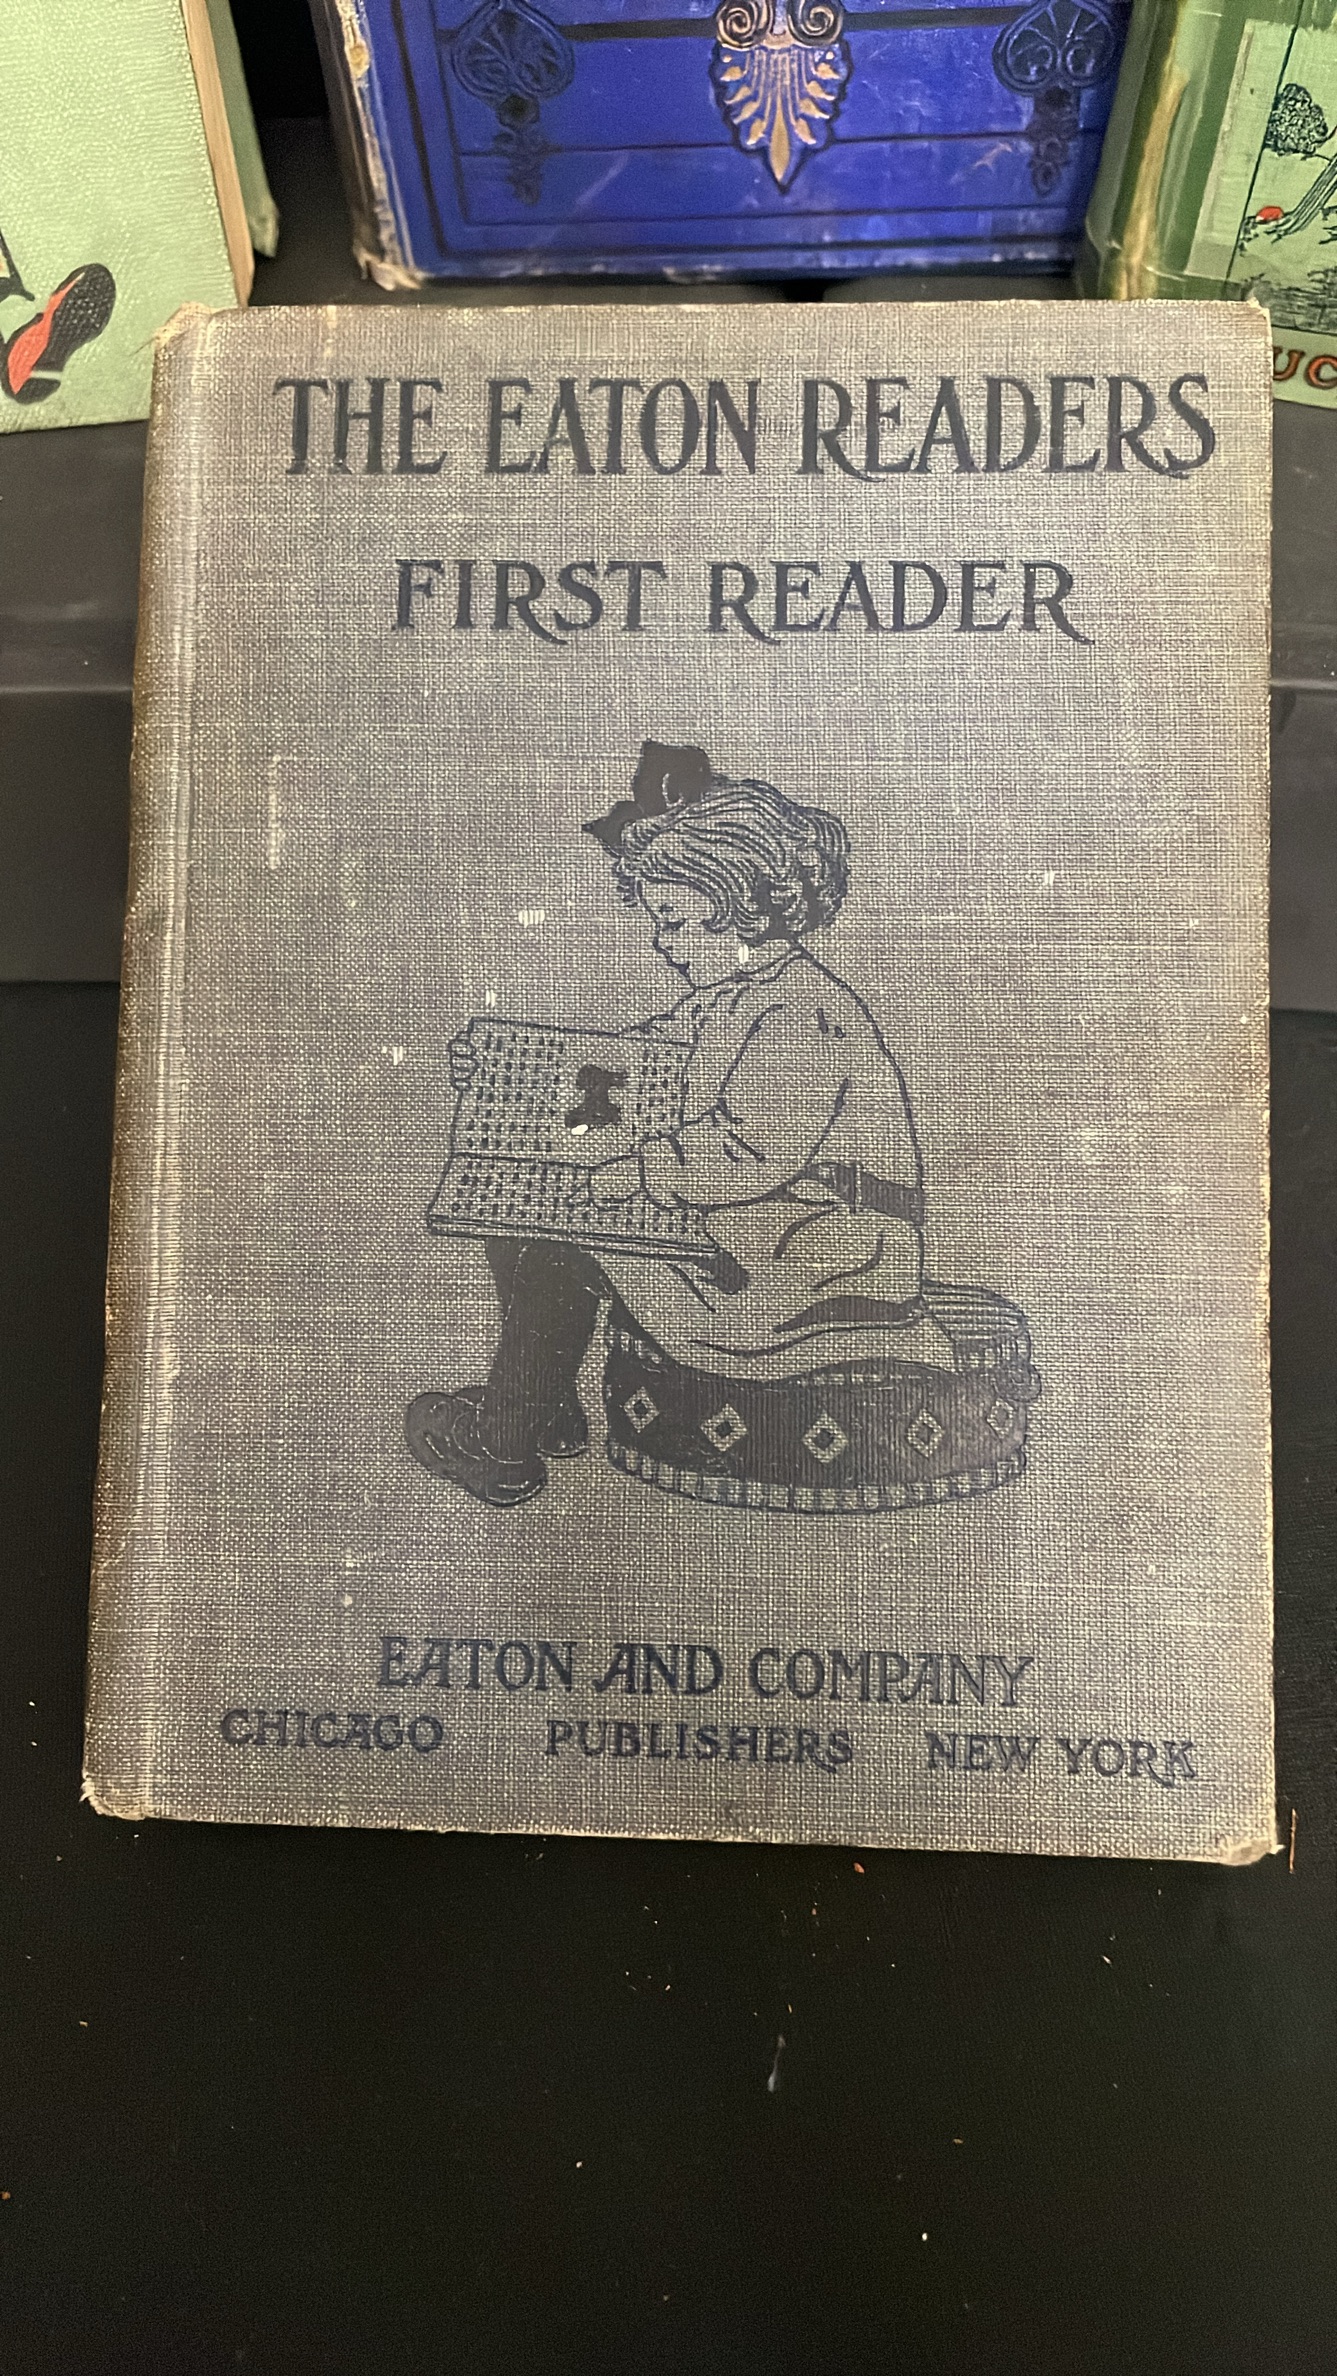 THE EATON READERS
FIRST READER
EATON AND COMPANY
CHICAGO PUBLISHERS NEW YORK